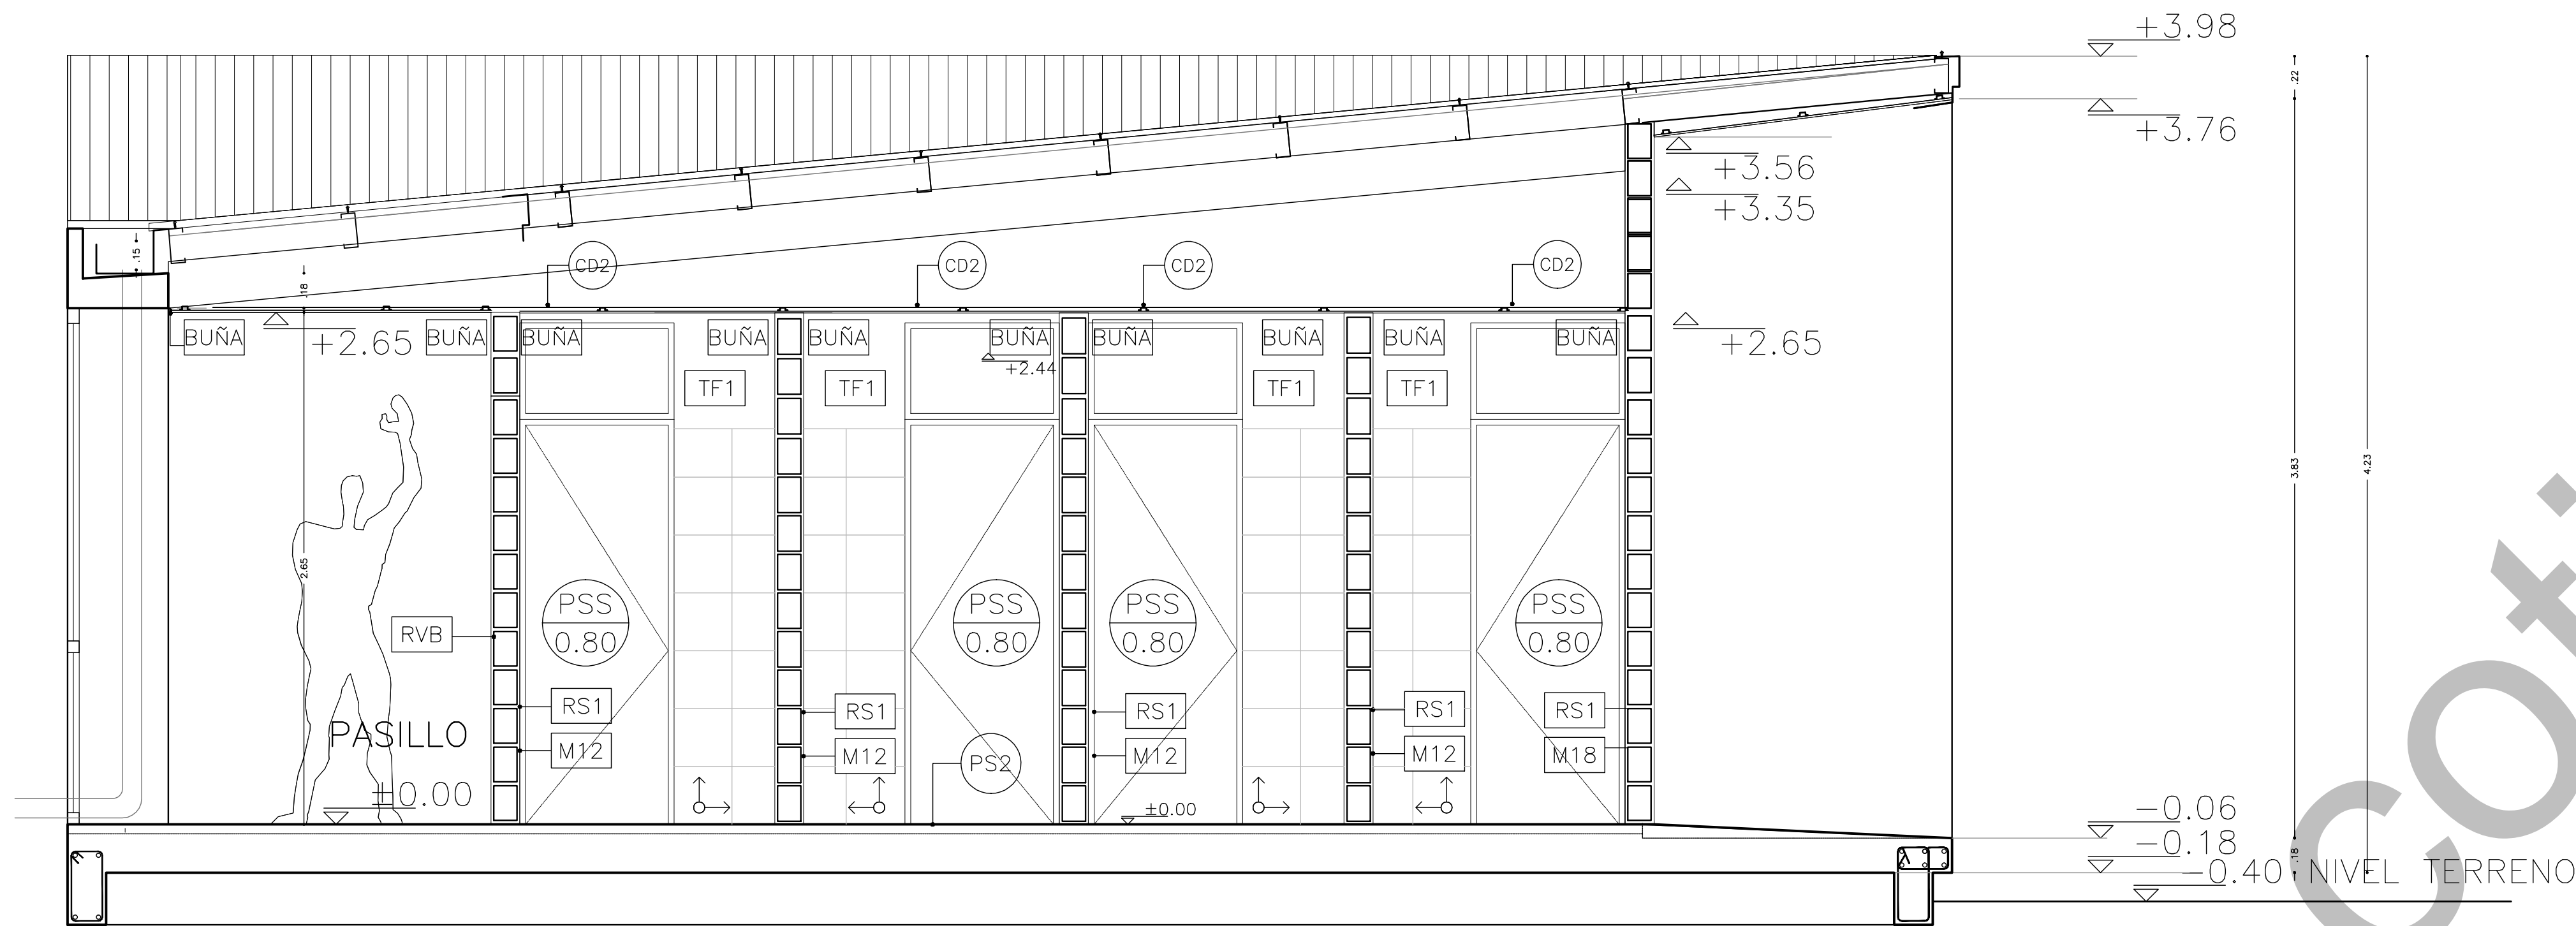 +3.98
.22
+3.76
+3.56
+3.35
.15
.18
CD2
CD2
CD2
CD2
BUÑA
+2.65
BUÑA
BUÑA
BUÑA
BUÑA
BUÑA
BUÑA
BUÑA
BUÑA
BUÑA
+2.65
+2.44
TF1
TF1
TF1
TF1
3.83
4.23
2.65
PSS
0.80
PSS
0.80
PSS
0.80
PSS
0.80
RVB
RS1
RS1
RS1
RS1
RS1
PASILLO
M12
M12
M12
M12
M18
PS2
±0.00
±0.00
-0.06
-0.18
.18
-0.40 NIVEL TERRENO
coti